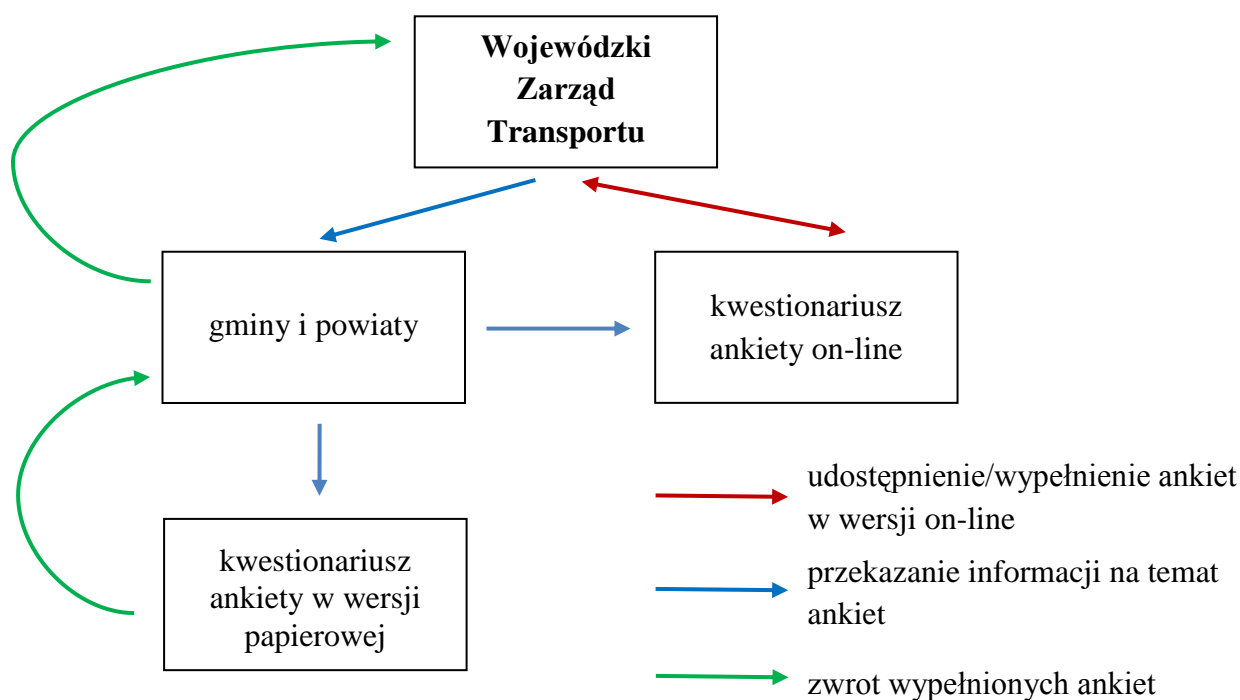 Wojewódzki
Zarząd
Transportu
gminy i powiaty
kwestionariusz
ankiety on-line
kwestionariusz
ankiety w wersji
papierowej
udostępnienie/wypełnienie ankiet
w wersji on-line
przekazanie informacji na temat
ankiet
zwrot wypełnionych ankiet